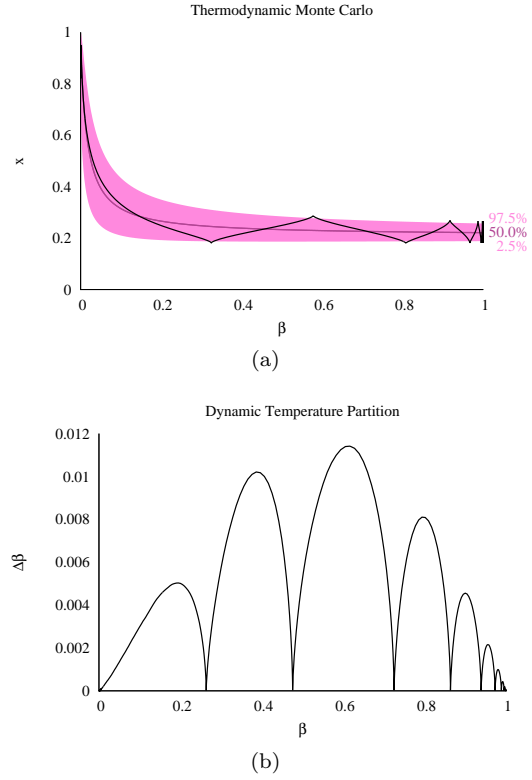 Thermodynamic Monte Carlo
1
0.8
0.6
x
0.4
0.2
0
97.5%
50.0%
2.5%
0 0.2 0.4 0.6 0.8 1
β
(a)
Dynamic Temperature Partition
0.012
0.01
0.008
0.006
Δβ
0.004
0.002
0
0 0.2 0.4 0.6 0.8 1
β
(b)